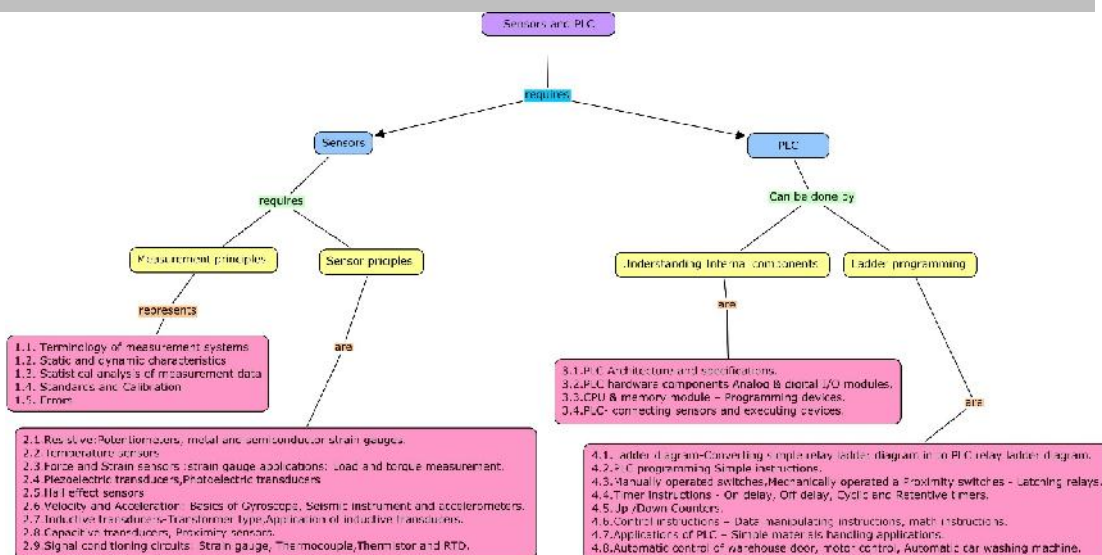 Sensors and PLC
requires
Sensors
PLC
requires
Can be done by
Measurement principles
Sensor priciples
Understanding Internal components
Ladder programming
represents
are
are
are
1.1. Terminology of measurement systems
1.2. Static and dynamic characteristics
1.3. Statistical analysis of measurement data
1.4. Standards and Calibration
1.5. Errors
2.1.Resistive:Potentiometers, metal and semiconductor strain gauges.
2.2.Temperature sensors
2.3.Force and Strain sensors :strain gauge applications: Load and torque measurement.
2.4.Piezoelectric transducers,Photoelectric transducers
2.5.Hall effect sensors
2.6.Velocity and Acceleration: Basics of Gyroscope, Seismic instrument and accelerometers.
2.7.Inductive transducers-Transformer type,Application of inductive transducers.
2.8.Capacitive transducers, Proximity sensors.
2.9.Signal conditioning circuits: Strain gauge, Thermocouple,Thermistor and RTD.
3.1.PLC Architecture and specifications.
3.2.PLC hardware components Analog & digital I/O modules.
3.3.CPU & memory module – Programming devices.
3.4.PLC- connecting sensors and executing devices.
4.1.Ladder diagram-Converting simple relay ladder diagram in to PLC relay ladder diagram.
4.2.PLC programming Simple instructions.
4.3.Manually operated switches,Mechanically operated a Proximity switches - Latching relays.
4.4.Timer instructions - On delay, Off delay, Cyclic and Retentive timers.
4.5.Up /Down Counters.
4.6.Control instructions – Data manipulating instructions, math instructions.
4.7.Applications of PLC – Simple materials handling applications.
4.8.Automatic control of warehouse door, motor control, Automatic car washing machine.